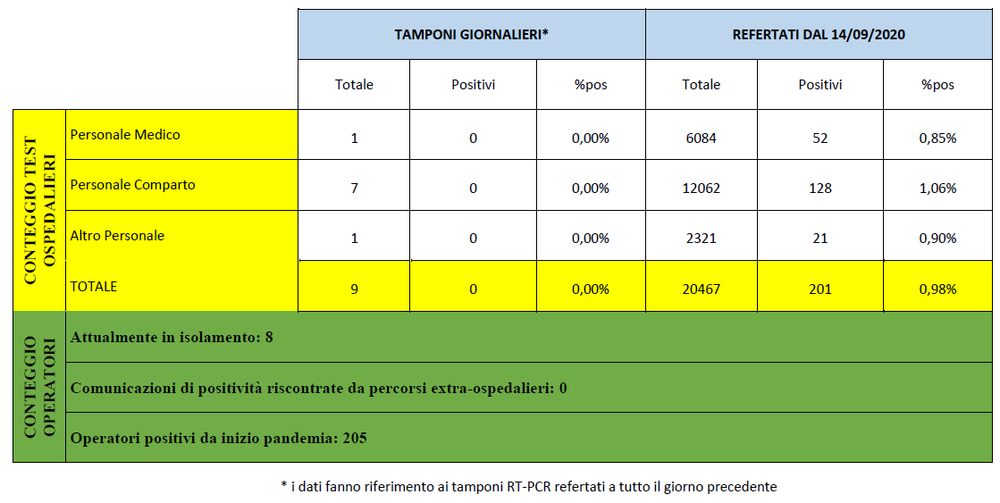 TAMPONI GIORNALIERI* REFERTATI DAL 14/09/2020
Totale Positivi %pos Totale Positivi %pos
CONTEGGIO TEST
OSPEDALIERI
Personale Medico 1 0 0,00% 6084 52 0,85%
Personale Comparto 7 0 0,00% 12062 128 1,06%
Altro Personale 1 0 0,00% 2321 21 0,90%
TOTALE 9 0 0,00% 20467 201 0,98%
CONTEGGIO
OPERATORI
Attualmente in isolamento: 8
Comunicazioni di positività riscontrate da percorsi extra-ospedalieri: 0
Operatori positivi da inizio pandemia: 205
* i dati fanno riferimento ai tamponi RT-PCR refertati a tutto il giorno precedente